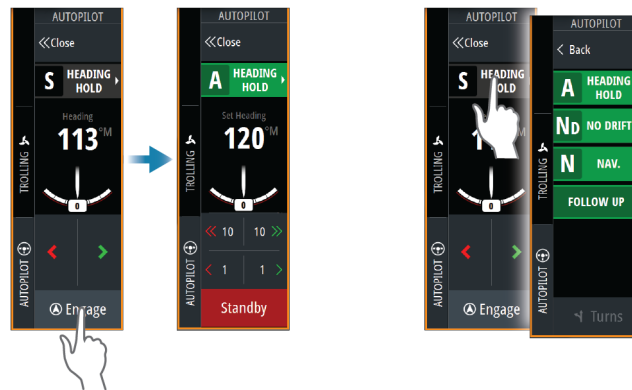 AUTOPILOT
Close
S HEADING HOLD
Heading
113°M
0
Engage
TROLLING
AUTOPILOT
AUTOPILOT
Close
A HEADING HOLD
Set Heading
120°M
0
10 10
1 1
Standby
TROLLING
AUTOPILOT
AUTOPILOT
Close
S HEADING HOLD
1
0
Engage
TROLLING
AUTOPILOT
AUTOPILOT
Back
A HEADING HOLD
ND NO DRIFT
N NAV.
FOLLOW UP
Turns
TROLLING
AUTOPILOT